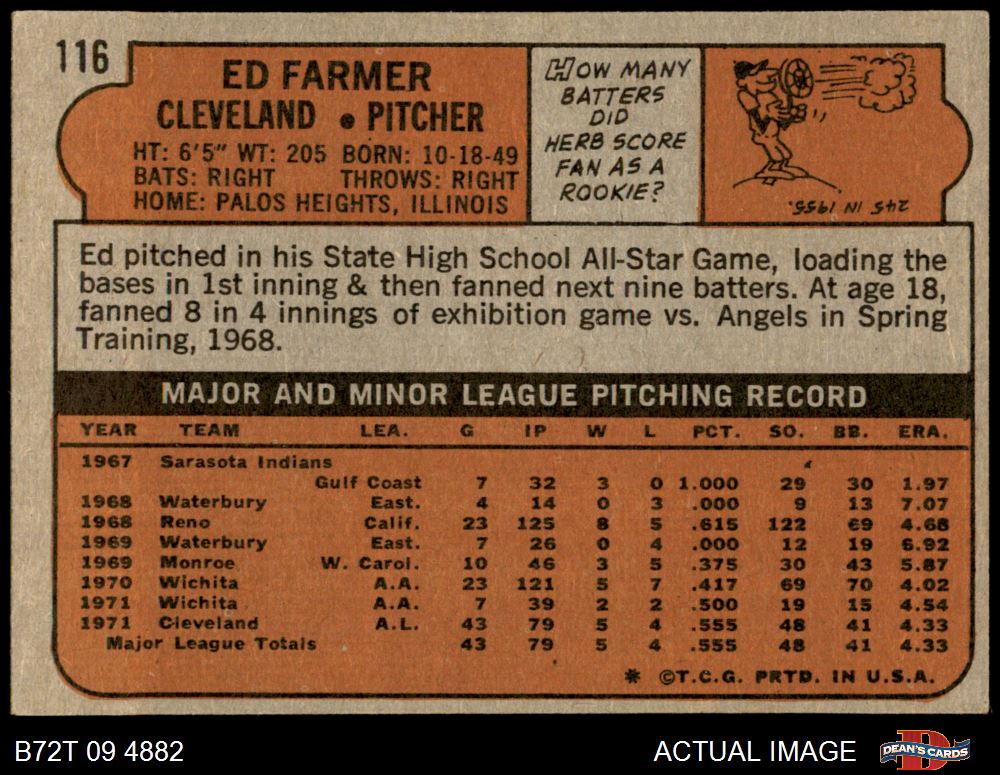 116
ED FARMER
CLEVELAND • PITCHER
HT: 6'5" WT: 205 BORN: 10-18-49
BATS: RIGHT THROWS: RIGHT
HOME: PALOS HEIGHTS, ILLINOIS
HOW MANY
BATTERS
DID
HERB SCORE
FAN AS A
ROOKIE?
245 IN 1955.
Ed pitched in his State High School All-Star Game, loading the
bases in 1st inning & then fanned next nine batters. At age 18,
fanned 8 in 4 innings of exhibition game vs. Angels in Spring
Training, 1968.
MAJOR AND MINOR LEAGUE PITCHING RECORD
YEAR TEAM LEA. G IP W L PCT. SO. BB. ERA.
1967 Sarasota Indians
Gulf Coast 7 32 3 0 1.000 29 30 1.97
1968 Waterbury East. 4 14 0 3 .000 9 13 7.07
1968 Reno Calif. 23 125 8 5 .615 122 69 4.68
1969 Waterbury East. 7 26 0 4 .000 12 19 6.92
1969 Monroe W. Carol. 10 46 3 5 .375 30 43 5.87
1970 Wichita A.A. 23 121 5 7 .417 69 70 4.02
1971 Wichita A.A. 7 39 2 2 .500 19 15 4.54
1971 Cleveland A.L. 43 79 5 4 .555 48 41 4.33
Major League Totals 43 79 5 4 .555 48 41 4.33
* ©T.C.G. PRTD. IN U.S.A.
B72T 09 4882 ACTUAL IMAGE DEAN'S CARDS